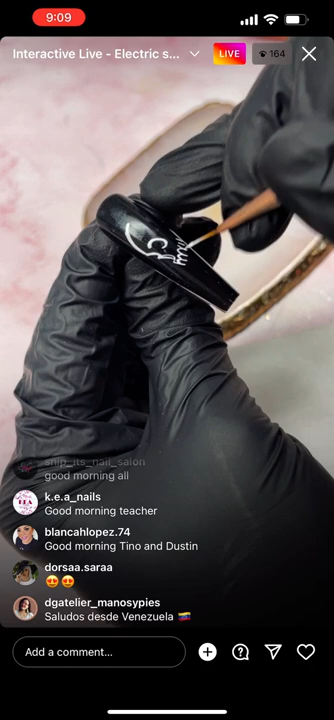 9:09
Interactive Live - Electric s...
LIVE
164
ship_its_nail_salon
good morning all
k.e.a_nails
Good morning teacher
blancahlopez.74
Good morning Tino and Dustin
dorsaa.saraa
😍😍
dgatelier_manosypies
Saludos desde Venezuela 🇻🇪
Add a comment...